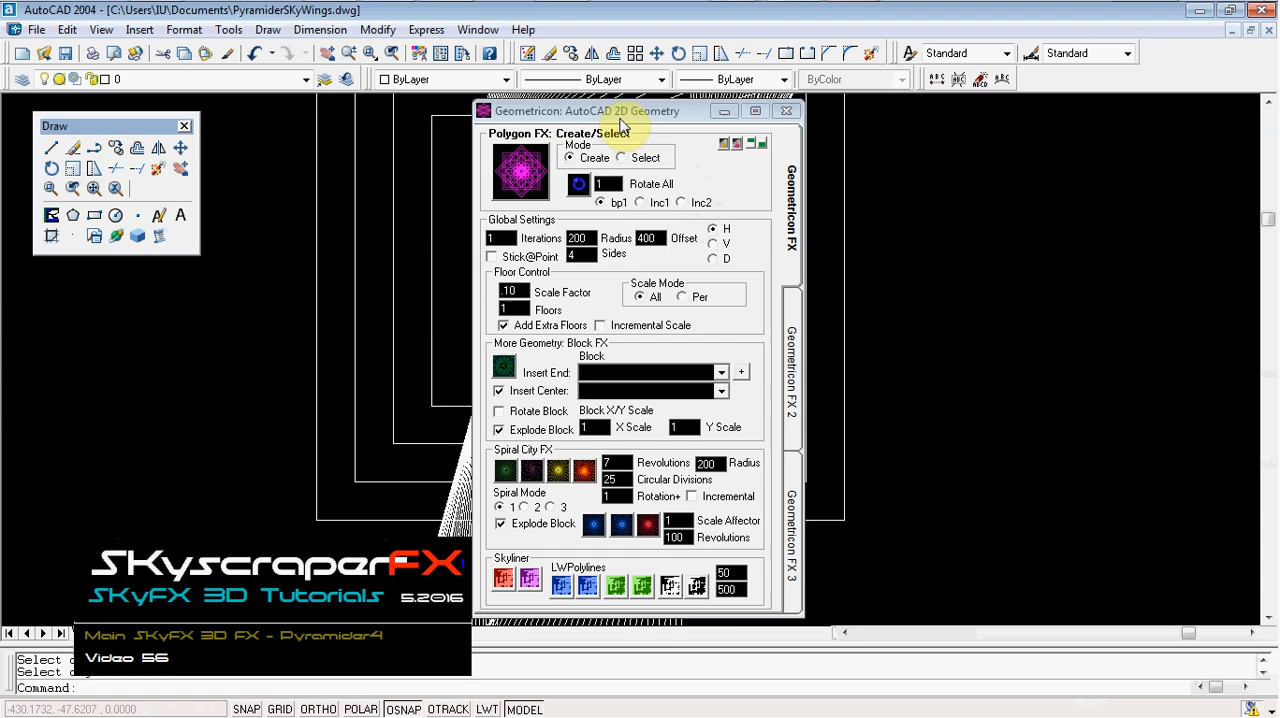 AutoCAD 2004 - [C:\Users\IU\Documents\PyramiderSKyWings.dwg]
File Edit View Insert Format Tools Draw Dimension Modify Express Window Help
Standard Standard
0 ByLayer ByLayer ByLayer ByColor
Draw
A
Geometricon: AutoCAD 2D Geometry
Polygon FX: Create/Select
Mode
Create Select
1 Rotate All
bp1 Inc1 Inc2
Global Settings
1 Iterations 200 Radius 400 Offset
Stick@Point 4 Sides
H
V
D
Floor Control
.10 Scale Factor
1 Floors
Scale Mode
All Per
Add Extra Floors Incremental Scale
More Geometry: Block FX
Block
Insert End: +
Insert Center:
Rotate Block Block X/Y Scale
Explode Block 1 X Scale 1 Y Scale
Spiral City FX
7 Revolutions 200 Radius
25 Circular Divisions
Spiral Mode 1 Rotation+ Incremental
1 2 3
Explode Block 1 Scale Affector
100 Revolutions
Skyliner
LWPolylines 50
500
Geometricon FX
Geometricon FX 2
Geometricon FX 3
SKyscraperFX
SKyFX 3D Tutorials 5.2016
Main SKyFX 3D FX - Pyramider4
Video 56
Select
Select
Command:
-430.1732, -47.6207, 0.0000 SNAP GRID ORTHO POLAR OSNAP OTRACK LWT MODEL